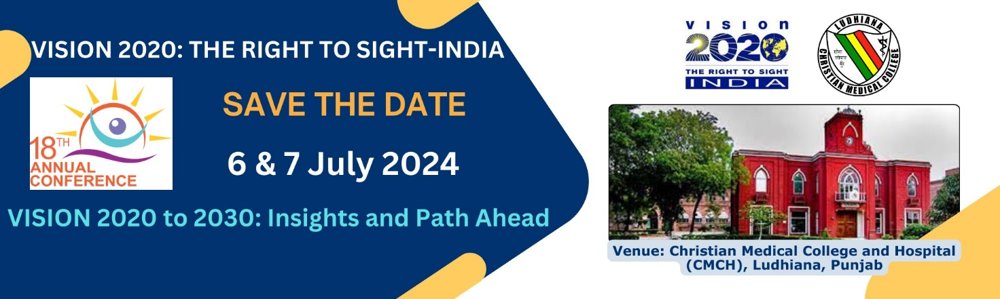 VISION 2020: THE RIGHT TO SIGHT-INDIA
18TH
ANNUAL
CONFERENCE
SAVE THE DATE
6 & 7 July 2024
VISION 2020 to 2030: Insights and Path Ahead
VISION
2020
THE RIGHT TO SIGHT
INDIA
LUDHIANA
CHRISTIAN MEDICAL COLLEGE
Venue: Christian Medical College and Hospital
(CMCH), Ludhiana, Punjab